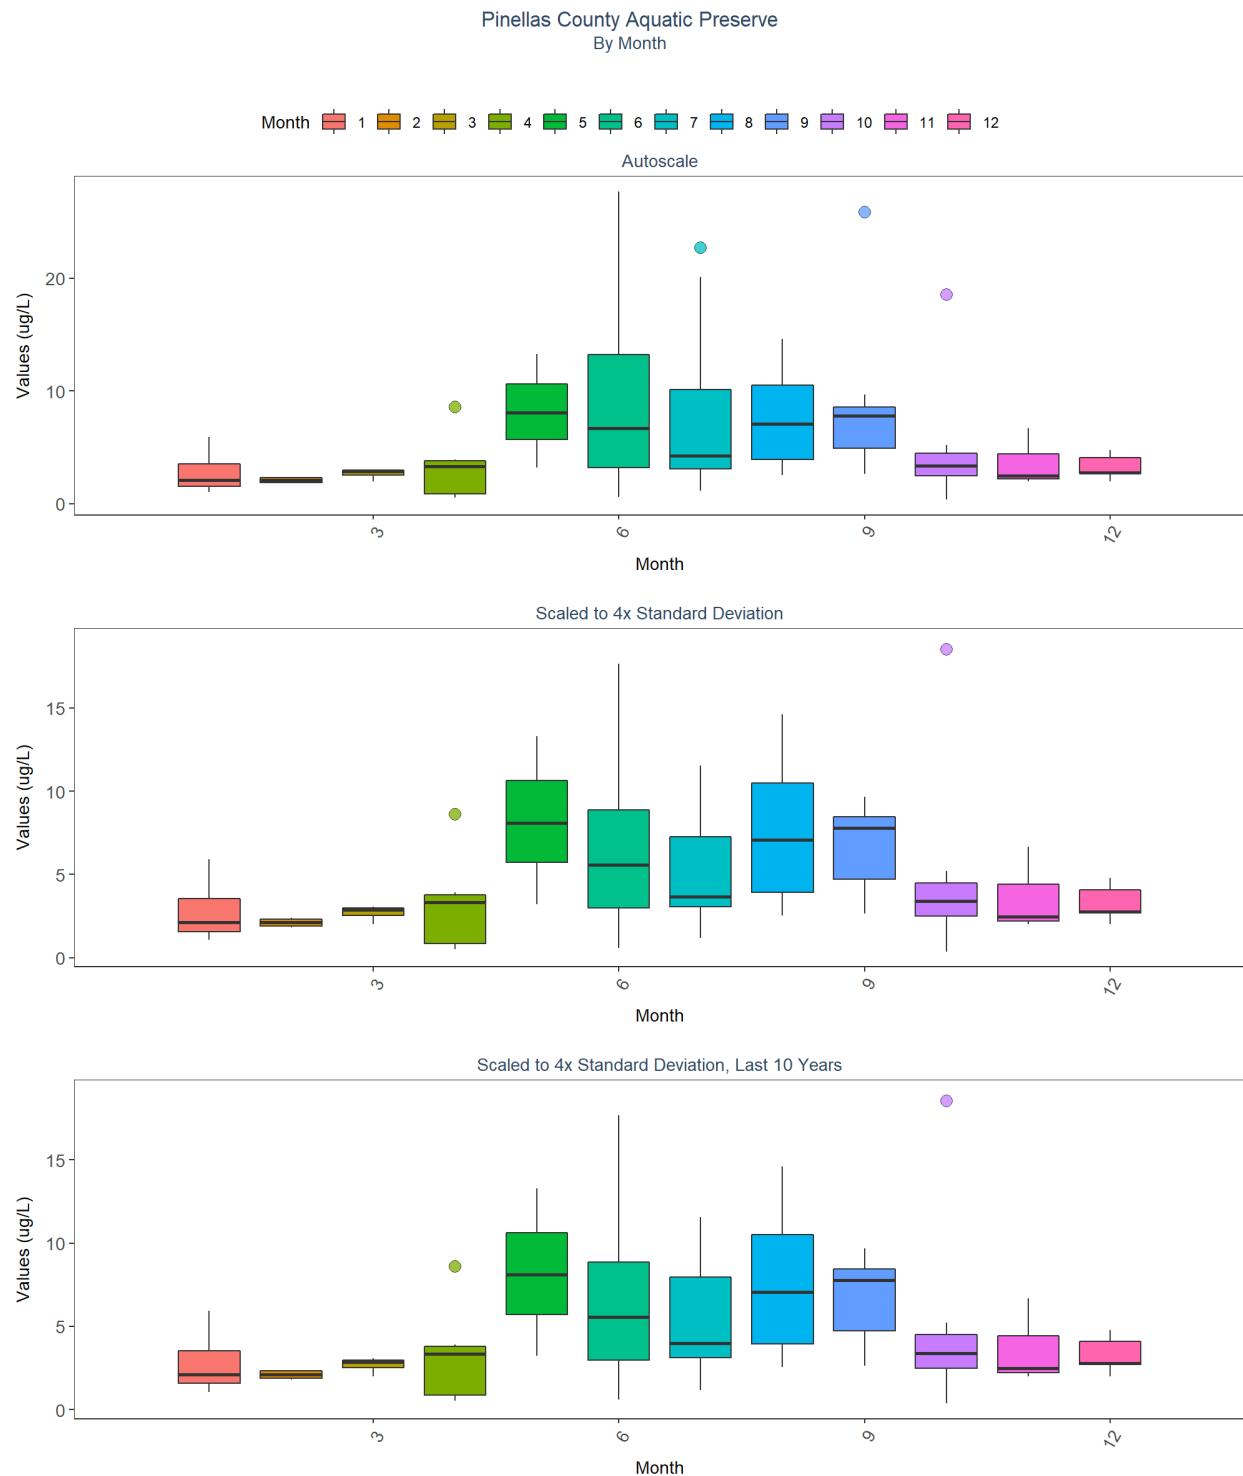 Pinellas County Aquatic Preserve
By Month
Month 1 2 3 4 5 6 7 8 9 10 11 12
Autoscale
Values (ug/L)
20
10
0
3 6 9 12
Month
Scaled to 4x Standard Deviation
Values (ug/L)
15
10
5
0
3 6 9 12
Month
Scaled to 4x Standard Deviation, Last 10 Years
Values (ug/L)
15
10
5
0
3 6 9 12
Month